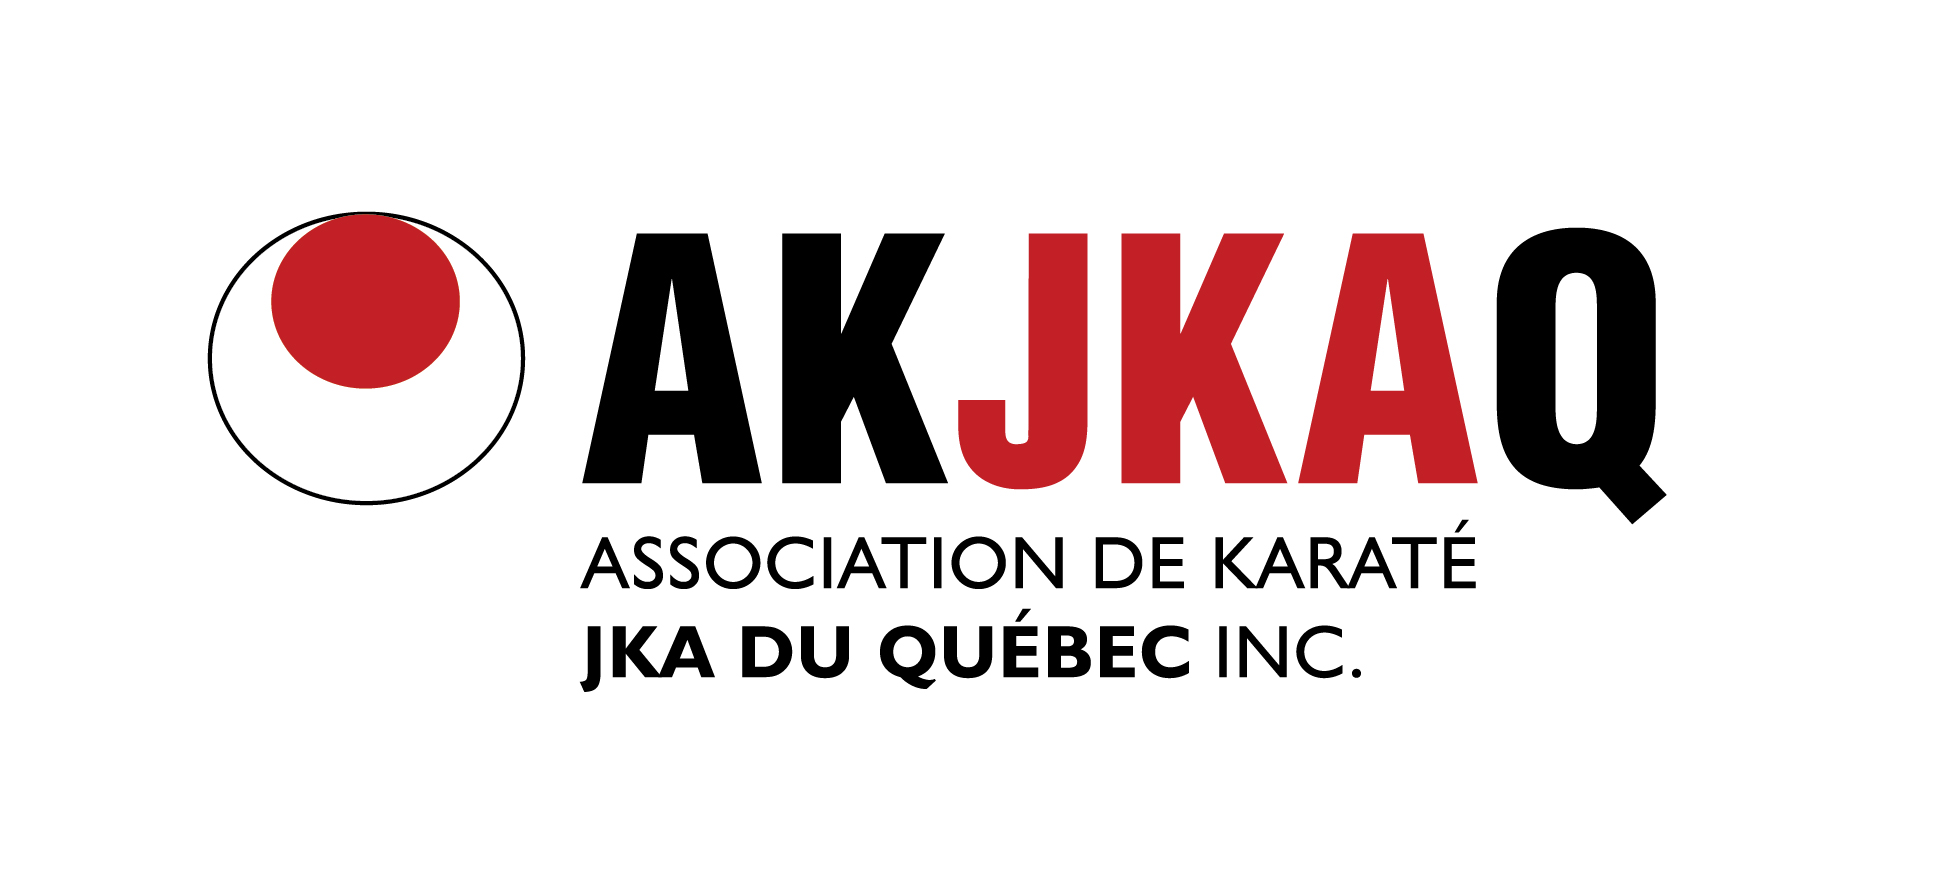 AKJKAQ
ASSOCIATION DE KARATÉ
JKA DU QUÉBEC INC.